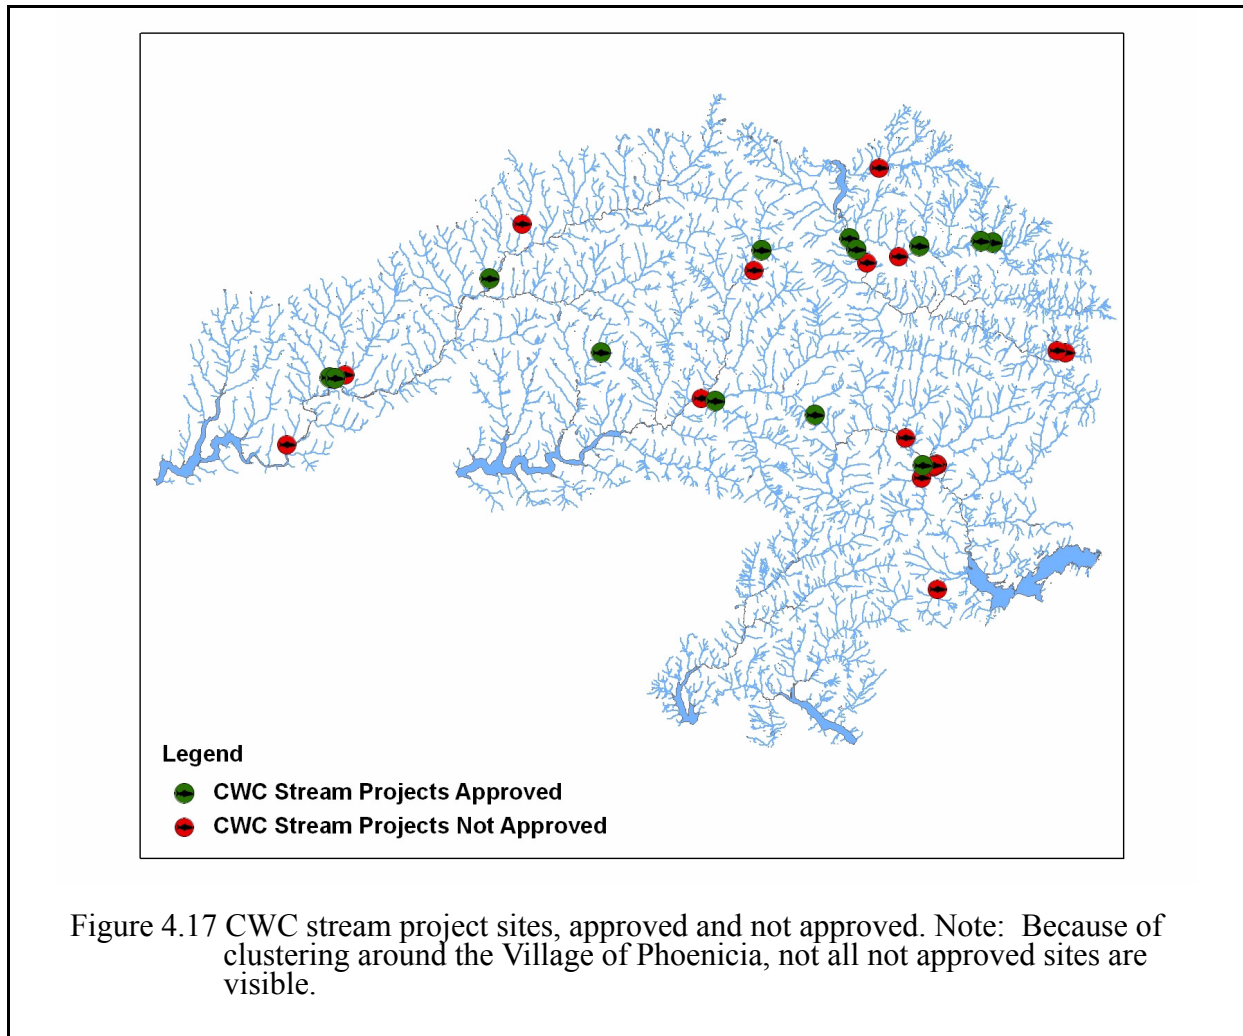 Legend
CWC Stream Projects Approved
CWC Stream Projects Not Approved
Figure 4.17 CWC stream project sites, approved and not approved. Note: Because of
clustering around the Village of Phoenicia, not all not approved sites are
visible.